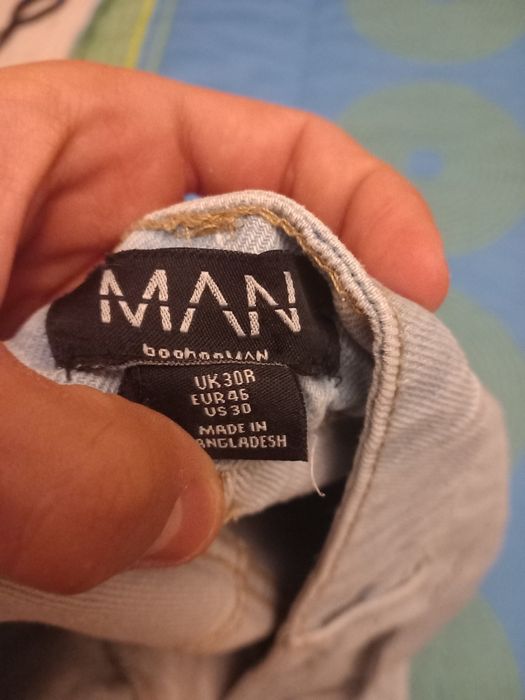 MAN
boohooMAN
UK30R
EUR46
US30
MADE IN
BANGLADESH